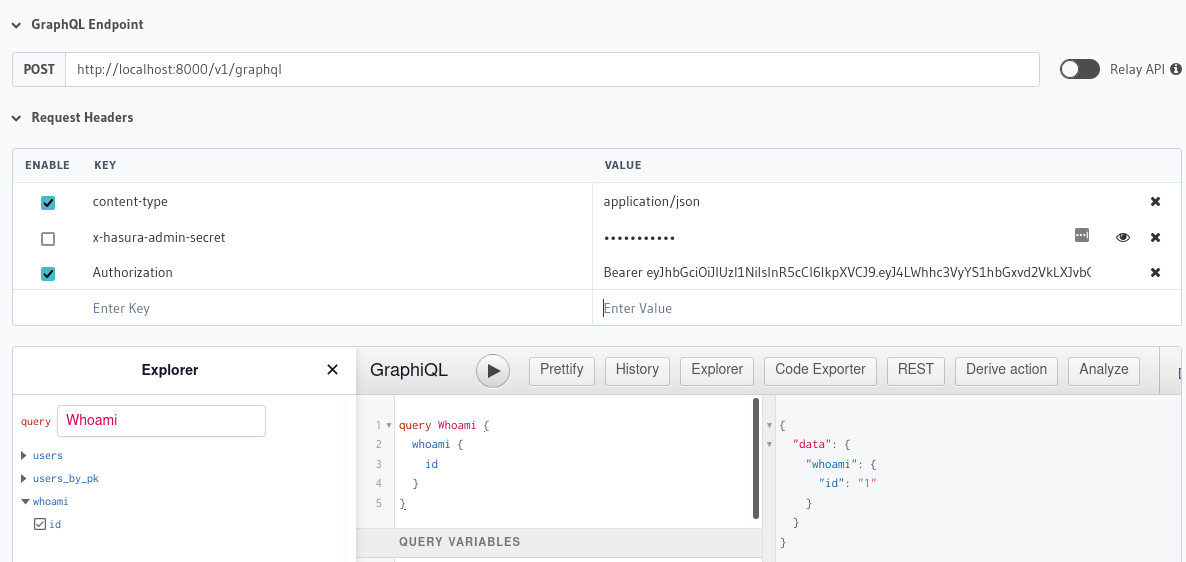 GraphQL Endpoint
POST http://localhost:8000/v1/graphql Relay API
Request Headers
ENABLE KEY VALUE
content-type application/json
x-hasura-admin-secret •••••••••••
Authorization Bearer eyJhbGciOiJIUzI1NiIsInR5cCI6IkpXVCJ9.eyJ4LWhhc3VyYS1hbGxvd2VkLXJvbC
Enter Key Enter Value
Explorer
GraphiQL Prettify History Explorer Code Exporter REST Derive action Analyze
query Whoami
users
users_by_pk
whoami
id
1 query Whoami {
2 whoami {
3 id
4 }
5 }
QUERY VARIABLES
{
"data": {
"whoami": {
"id": "1"
}
}
}